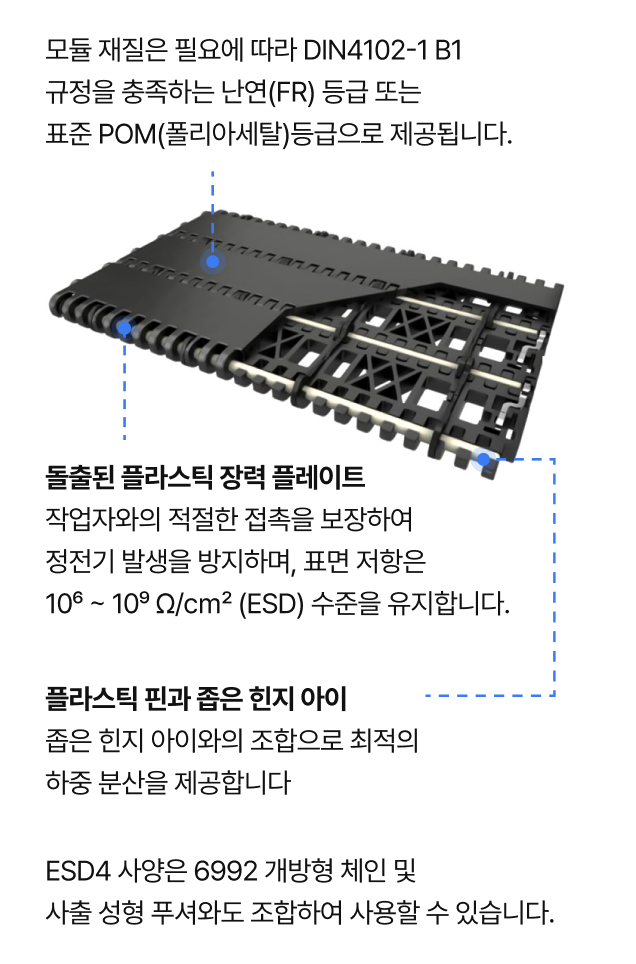 모듈 재질은 필요에 따라 DIN4102-1 B1
규정을 충족하는 난연(FR) 등급 또는
표준 POM(폴리아세탈)등급으로 제공됩니다.
돌출된 플라스틱 장력 플레이트
작업자와의 적절한 접촉을 보장하여
정전기 발생을 방지하며, 표면 저항은
10⁶ ~ 10⁹ Ω/cm² (ESD) 수준을 유지합니다.
플라스틱 핀과 좁은 힌지 아이
좁은 힌지 아이와의 조합으로 최적의
하중 분산을 제공합니다
ESD4 사양은 6992 개방형 체인 및
사출 성형 푸셔와도 조합하여 사용할 수 있습니다.